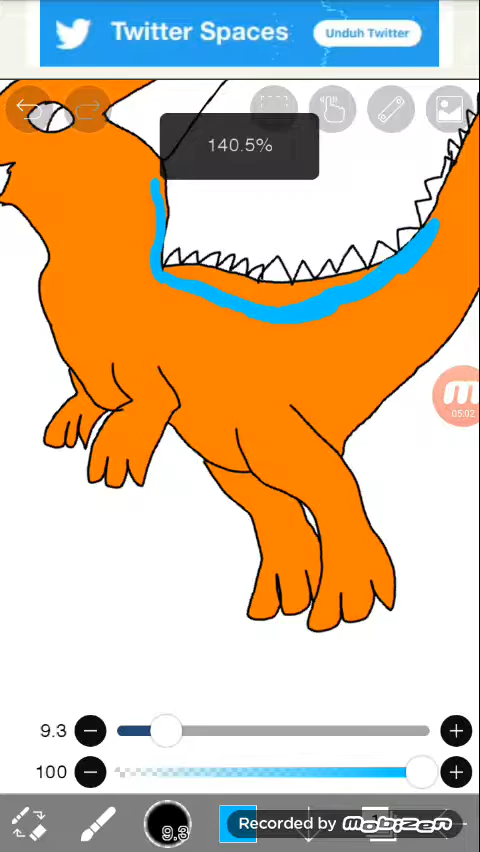 Twitter Spaces
Unduh Twitter
140.5%
05:02
9.3
100
9.3
Recorded by mobizen